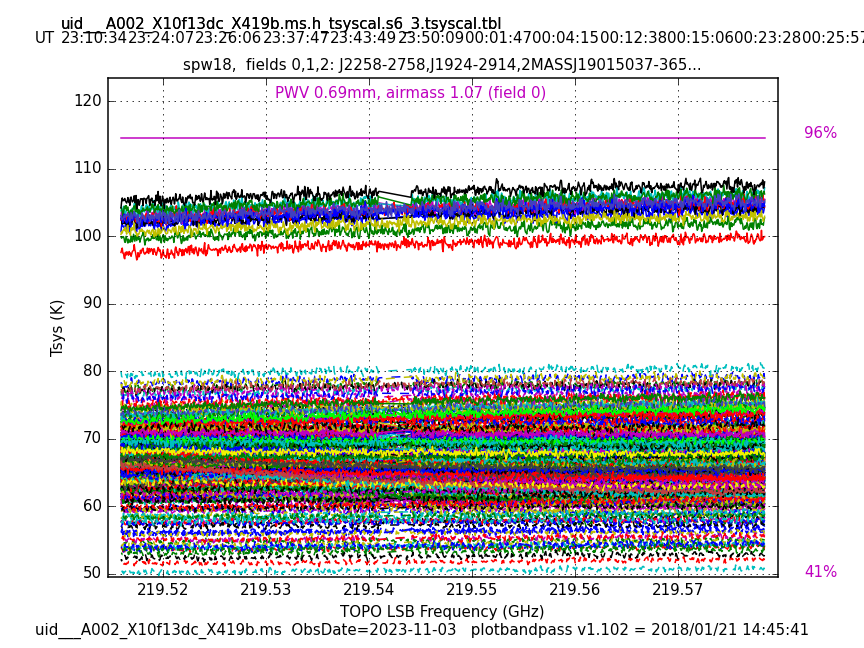 uid___A002_X10f13dc_X419b.ms.h_tsyscal.s6_3.tsyscal.tbl
UT 23:10:34 23:24:07 23:26:06 23:37:47 23:43:49 23:50:09 00:01:47 00:04:15 00:12:38 00:15:06 00:23:28 00:25:57
spw18,  fields 0,1,2: J2258-2758,J1924-2914,2MASSJ19015037-365...
PWV 0.69mm, airmass 1.07 (field 0)
120
96%
110
100
90
Tsys (K)
80
70
60
50
41%
219.52 219.53 219.54 219.55 219.56 219.57
TOPO LSB Frequency (GHz)
uid___A002_X10f13dc_X419b.ms  ObsDate=2023-11-03   plotbandpass v1.102 = 2018/01/21 14:45:41